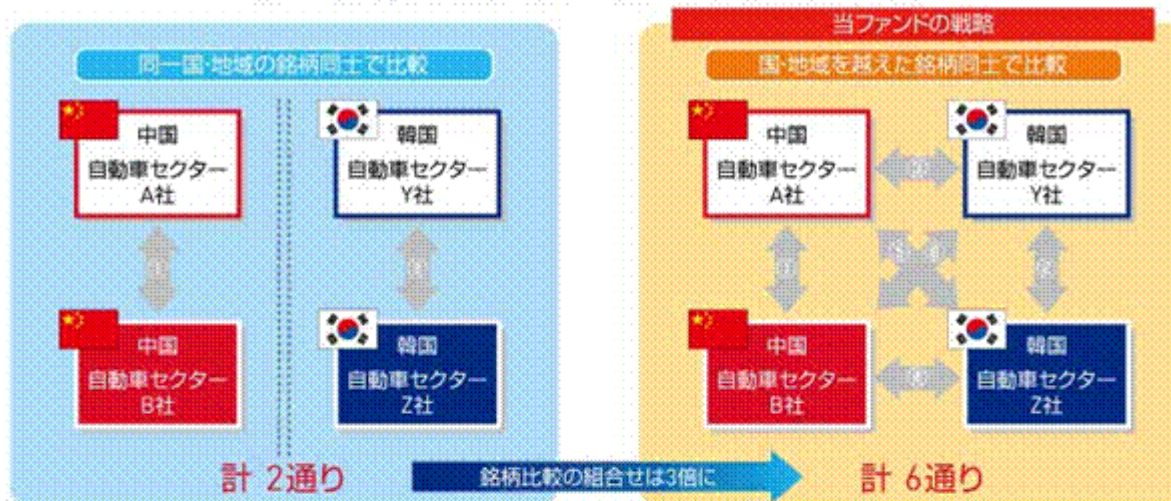 同一国・地域の銘柄同士で比較
中国
自動車セクター
A社
韓国
自動車セクター
Y社
中国
自動車セクター
B社
韓国
自動車セクター
Z社
計 2通り
銘柄比較の組合せは3倍に
当ファンドの戦略
国・地域を越えた銘柄同士で比較
中国
自動車セクター
A社
韓国
自動車セクター
Y社
中国
自動車セクター
B社
韓国
自動車セクター
Z社
計 6通り